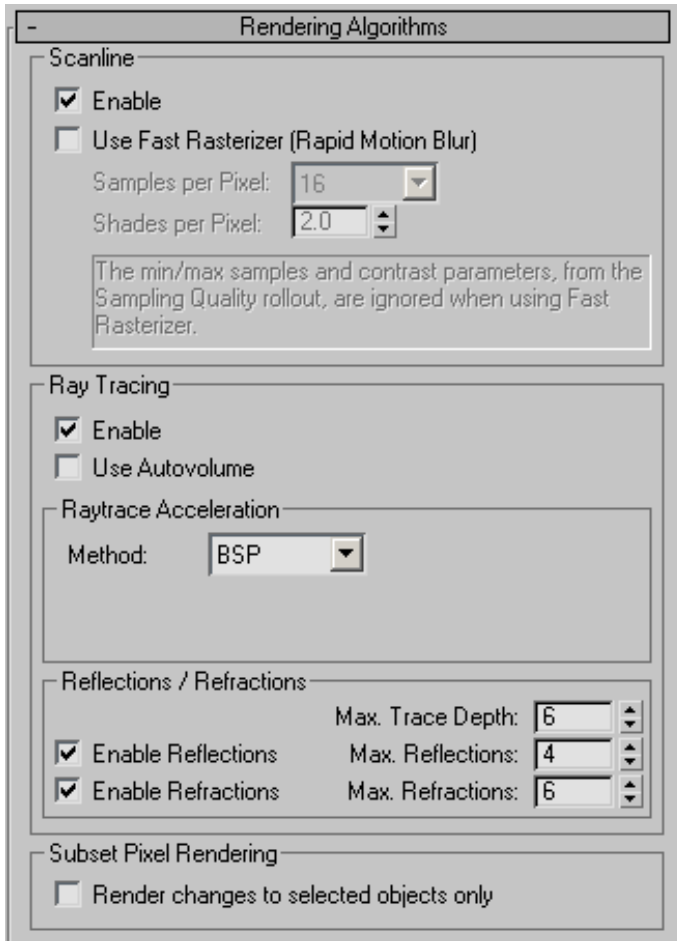 - Rendering Algorithms
Scanline
Enable
Use Fast Rasterizer (Rapid Motion Blur)
Samples per Pixel: 16
Shades per Pixel: 2.0
The min/max samples and contrast parameters, from the
Sampling Quality rollout, are ignored when using Fast
Rasterizer.
Ray Tracing
Enable
Use Autovolume
Raytrace Acceleration
Method: BSP
Reflections / Refractions
Max. Trace Depth: 6
Enable Reflections Max. Reflections: 4
Enable Refractions Max. Refractions: 6
Subset Pixel Rendering
Render changes to selected objects only